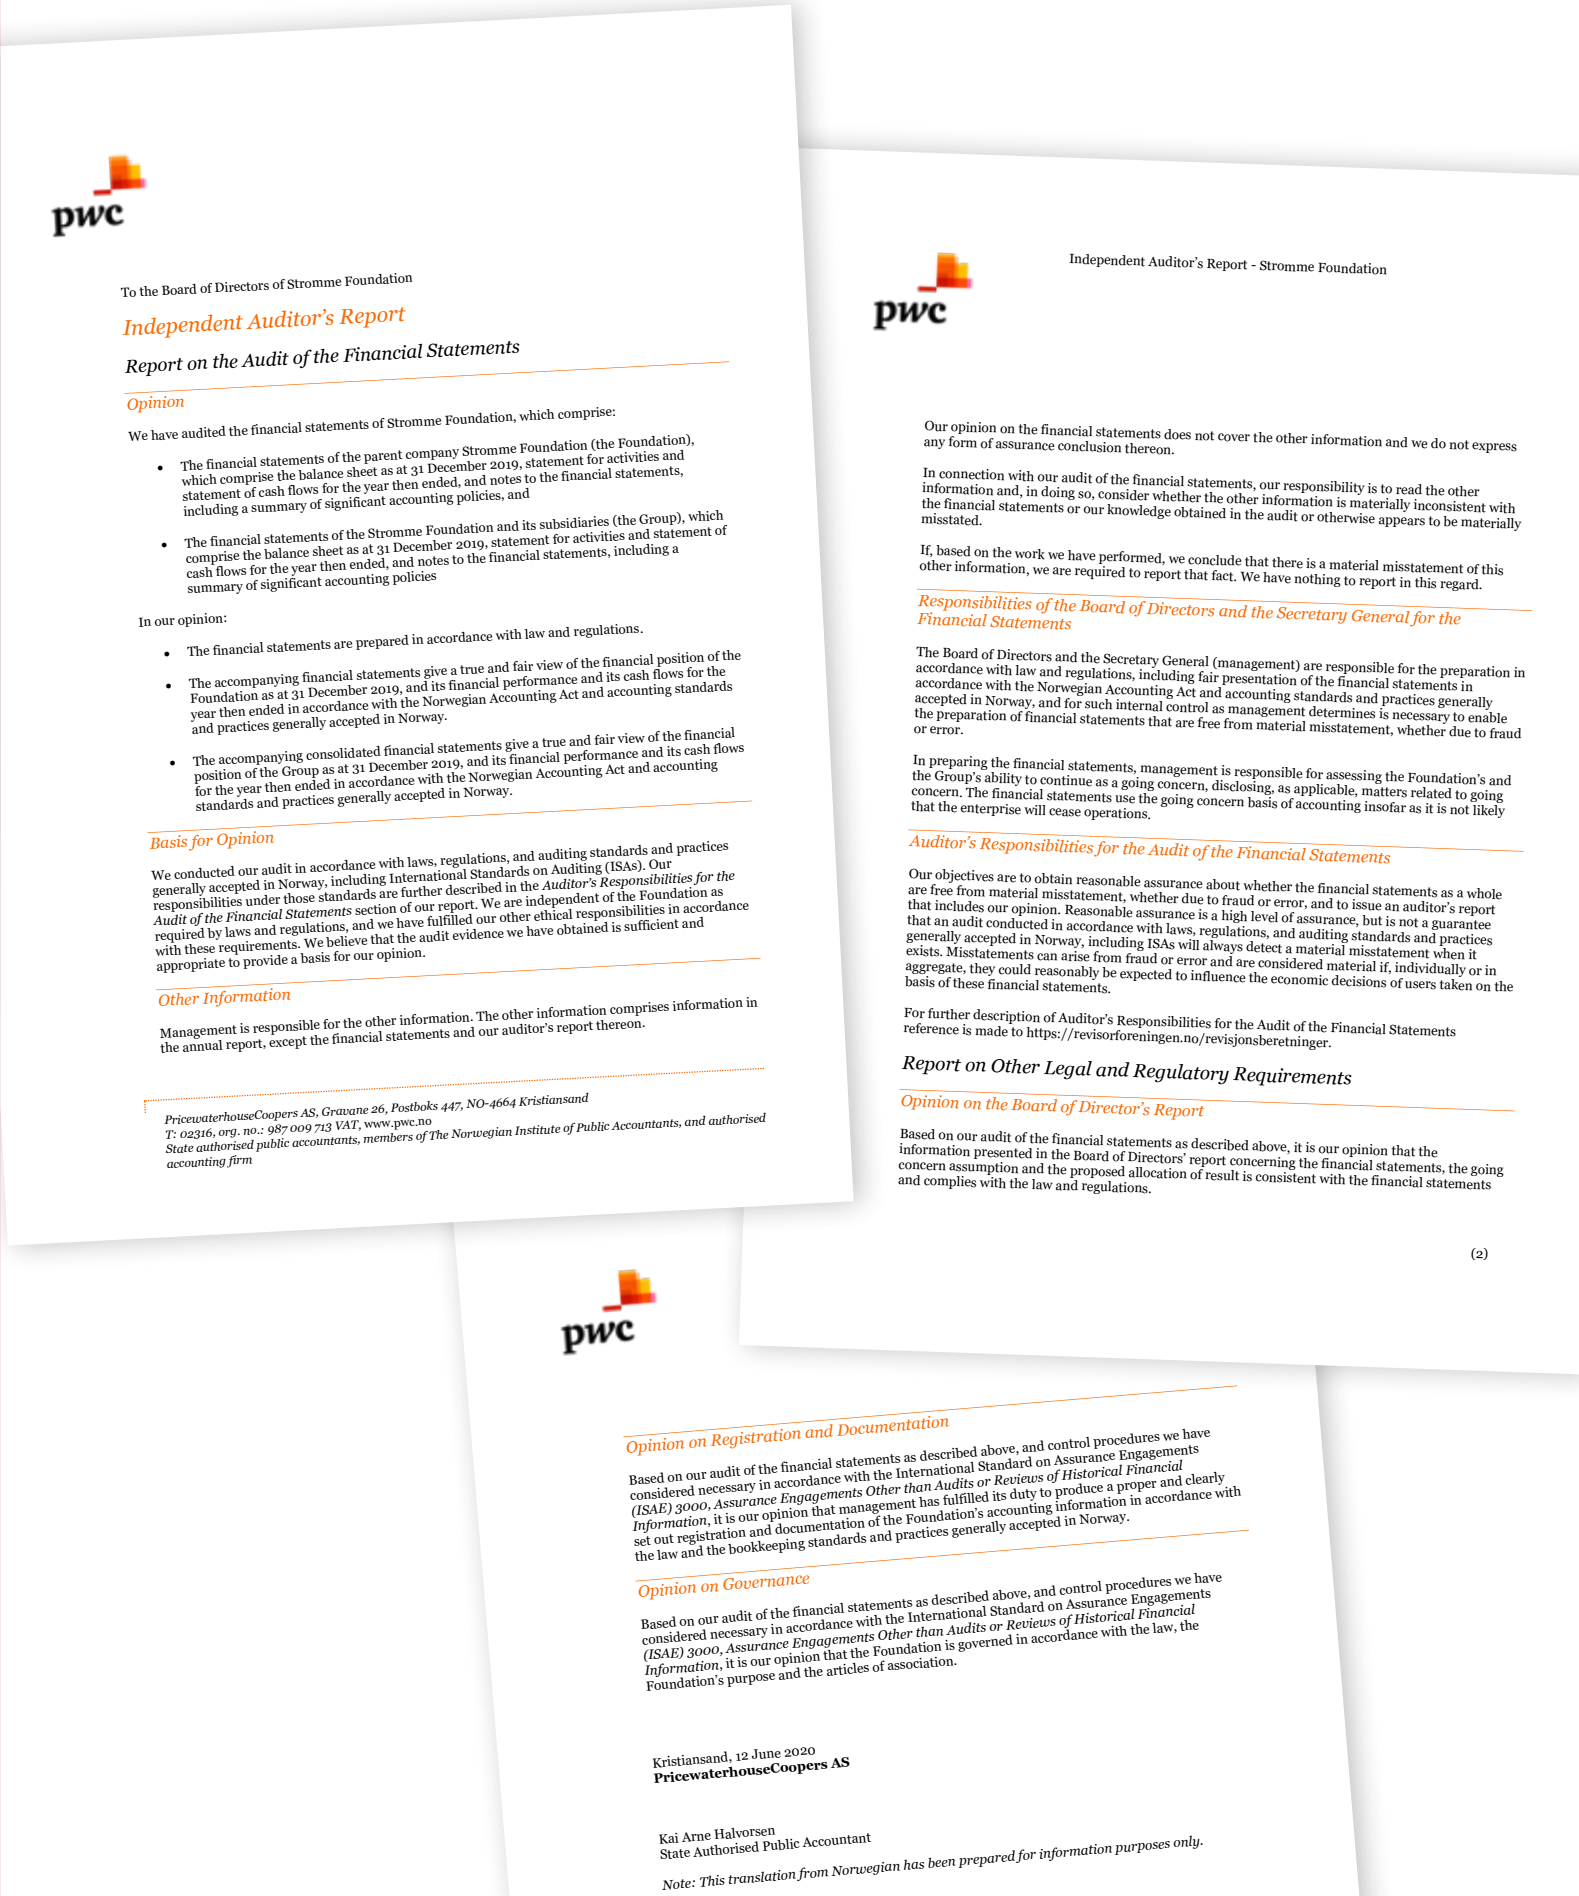 pwc
To the Board of Directors of Stromme Foundation
Independent Auditor's Report
Report on the Audit of the Financial Statements
Opinion
We have audited the financial statements of Stromme Foundation, which comprise:
• The financial statements of the parent company Stromme Foundation (the Foundation),
which comprise the balance sheet as at 31 December 2019, statement for activities and
statement of cash flows for the year then ended, and notes to the financial statements,
including a summary of significant accounting policies, and
• The financial statements of the Stromme Foundation and its subsidiaries (the Group), which
comprise the balance sheet as at 31 December 2019, statement for activities and statement of
cash flows for the year then ended, and notes to the financial statements, including a
summary of significant accounting policies
In our opinion:
• The financial statements are prepared in accordance with law and regulations.
• The accompanying financial statements give a true and fair view of the financial position of the
Foundation as at 31 December 2019, and its financial performance and its cash flows for the
year then ended in accordance with the Norwegian Accounting Act and accounting standards
and practices generally accepted in Norway.
• The accompanying consolidated financial statements give a true and fair view of the financial
position of the Group as at 31 December 2019, and its financial performance and its cash flows
for the year then ended in accordance with the Norwegian Accounting Act and accounting
standards and practices generally accepted in Norway.
Basis for Opinion
We conducted our audit in accordance with laws, regulations, and auditing standards and practices
generally accepted in Norway, including International Standards on Auditing (ISAs). Our
responsibilities under those standards are further described in the Auditor's Responsibilities for the
Audit of the Financial Statements section of our report. We are independent of the Foundation as
required by laws and regulations, and we have fulfilled our other ethical responsibilities in accordance
with these requirements. We believe that the audit evidence we have obtained is sufficient and
appropriate to provide a basis for our opinion.
Other Information
Management is responsible for the other information. The other information comprises information in
the annual report, except the financial statements and our auditor's report thereon.
PricewaterhouseCoopers AS, Gravane 26, Postboks 447, NO-4664 Kristiansand
T: 02316, org. no.: 987 009 713 VAT, www.pwc.no
State authorised public accountants, members of The Norwegian Institute of Public Accountants, and authorised
accounting firm
pwc
Independent Auditor's Report - Stromme Foundation
Our opinion on the financial statements does not cover the other information and we do not express
any form of assurance conclusion thereon.
In connection with our audit of the financial statements, our responsibility is to read the other
information and, in doing so, consider whether the other information is materially inconsistent with
the financial statements or our knowledge obtained in the audit or otherwise appears to be materially
misstated.
If, based on the work we have performed, we conclude that there is a material misstatement of this
other information, we are required to report that fact. We have nothing to report in this regard.
Responsibilities of the Board of Directors and the Secretary General for the
Financial Statements
The Board of Directors and the Secretary General (management) are responsible for the preparation in
accordance with law and regulations, including fair presentation of the financial statements in
accordance with the Norwegian Accounting Act and accounting standards and practices generally
accepted in Norway, and for such internal control as management determines is necessary to enable
the preparation of financial statements that are free from material misstatement, whether due to fraud
or error.
In preparing the financial statements, management is responsible for assessing the Foundation's and
the Group's ability to continue as a going concern, disclosing, as applicable, matters related to going
concern. The financial statements use the going concern basis of accounting insofar as it is not likely
that the enterprise will cease operations.
Auditor's Responsibilities for the Audit of the Financial Statements
Our objectives are to obtain reasonable assurance about whether the financial statements as a whole
are free from material misstatement, whether due to fraud or error, and to issue an auditor's report
that includes our opinion. Reasonable assurance is a high level of assurance, but is not a guarantee
that an audit conducted in accordance with laws, regulations, and auditing standards and practices
generally accepted in Norway, including ISAs will always detect a material misstatement when it
exists. Misstatements can arise from fraud or error and are considered material if, individually or in
aggregate, they could reasonably be expected to influence the economic decisions of users taken on the
basis of these financial statements.
For further description of Auditor's Responsibilities for the Audit of the Financial Statements
reference is made to https://revisorforeningen.no/revisjonsberetninger.
Report on Other Legal and Regulatory Requirements
Opinion on the Board of Director's Report
Based on our audit of the financial statements as described above, it is our opinion that the
information presented in the Board of Directors' report concerning the financial statements, the going
concern assumption and the proposed allocation of result is consistent with the financial statements
and complies with the law and regulations.
(2)
pwc
Opinion on Registration and Documentation
Based on our audit of the financial statements as described above, and control procedures we have
considered necessary in accordance with the International Standard on Assurance Engagements
(ISAE) 3000, Assurance Engagements Other than Audits or Reviews of Historical Financial
Information, it is our opinion that management has fulfilled its duty to produce a proper and clearly
set out registration and documentation of the Foundation's accounting information in accordance with
the law and the bookkeeping standards and practices generally accepted in Norway.
Opinion on Governance
Based on our audit of the financial statements as described above, and control procedures we have
considered necessary in accordance with the International Standard on Assurance Engagements
(ISAE) 3000, Assurance Engagements Other than Audits or Reviews of Historical Financial
Information, it is our opinion that the Foundation is governed in accordance with the law, the
Foundation's purpose and the articles of association.
Kristiansand, 12 June 2020
PricewaterhouseCoopers AS
Kai Arne Halvorsen
State Authorised Public Accountant
Note: This translation from Norwegian has been prepared for information purposes only.